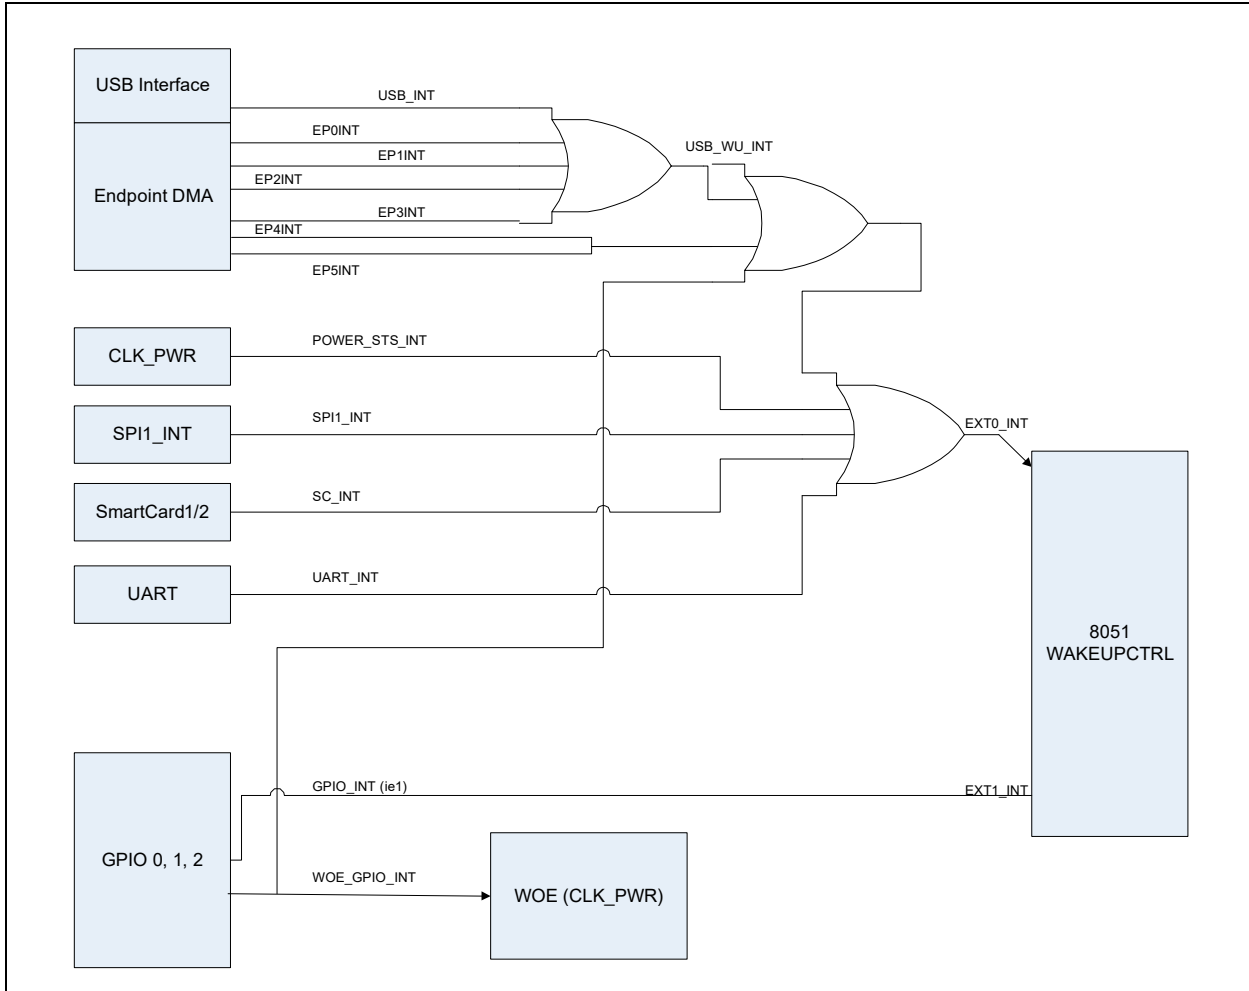 USB Interface
USB_INT
EP0INT
EP1INT
USB_WU_INT
EP2INT
Endpoint DMA
EP3INT
EP4INT
EP5INT
POWER_STS_INT
CLK_PWR
SPI1_INT
SPI1_INT
EXT0_INT
SC_INT
SmartCard1/2
UART_INT
UART
8051
WAKEUPCTRL
GPIO_INT (ie1)
EXT1_INT
GPIO 0, 1, 2
WOE_GPIO_INT
WOE (CLK_PWR)